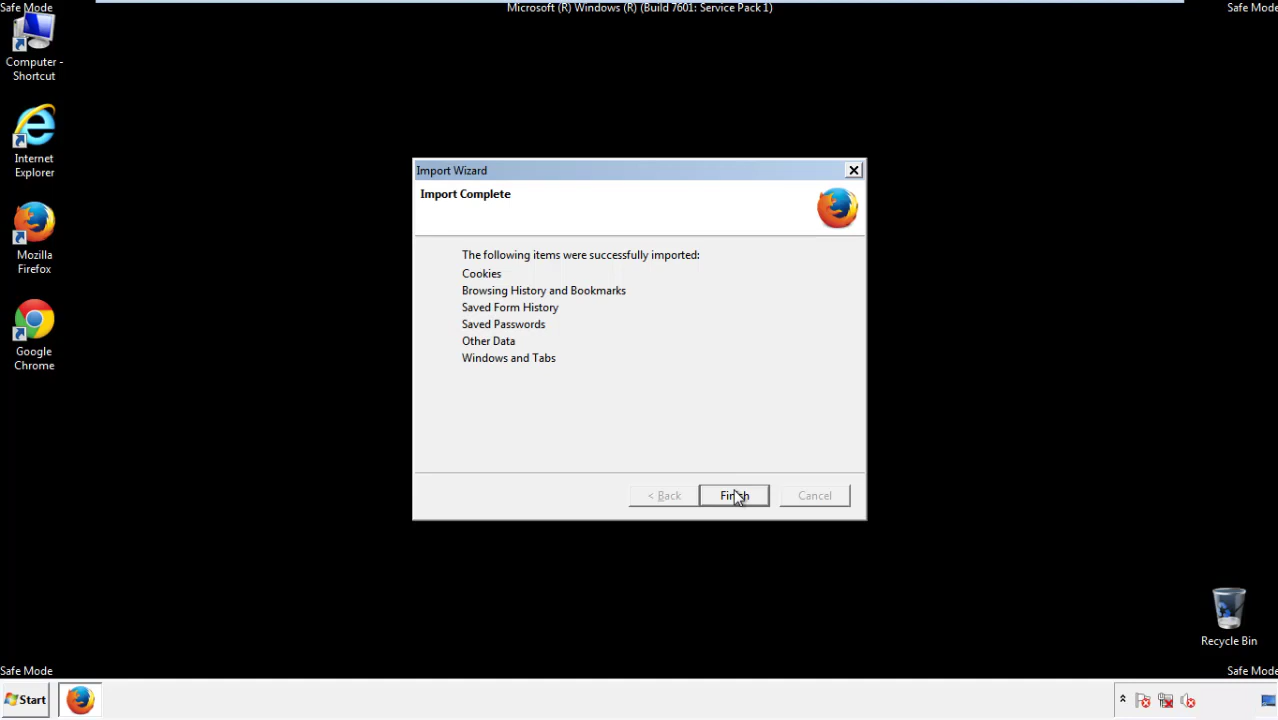 Safe Mode
Microsoft (R) Windows (R) (Build 7601: Service Pack 1)
Safe Mode
Computer -
Shortcut
Internet
Explorer
Mozilla
Firefox
Google
Chrome
Import Wizard
Import Complete
The following items were successfully imported:
Cookies
Browsing History and Bookmarks
Saved Form History
Saved Passwords
Other Data
Windows and Tabs
< Back
Finish
Cancel
Recycle Bin
Safe Mode
Safe Mode
Start